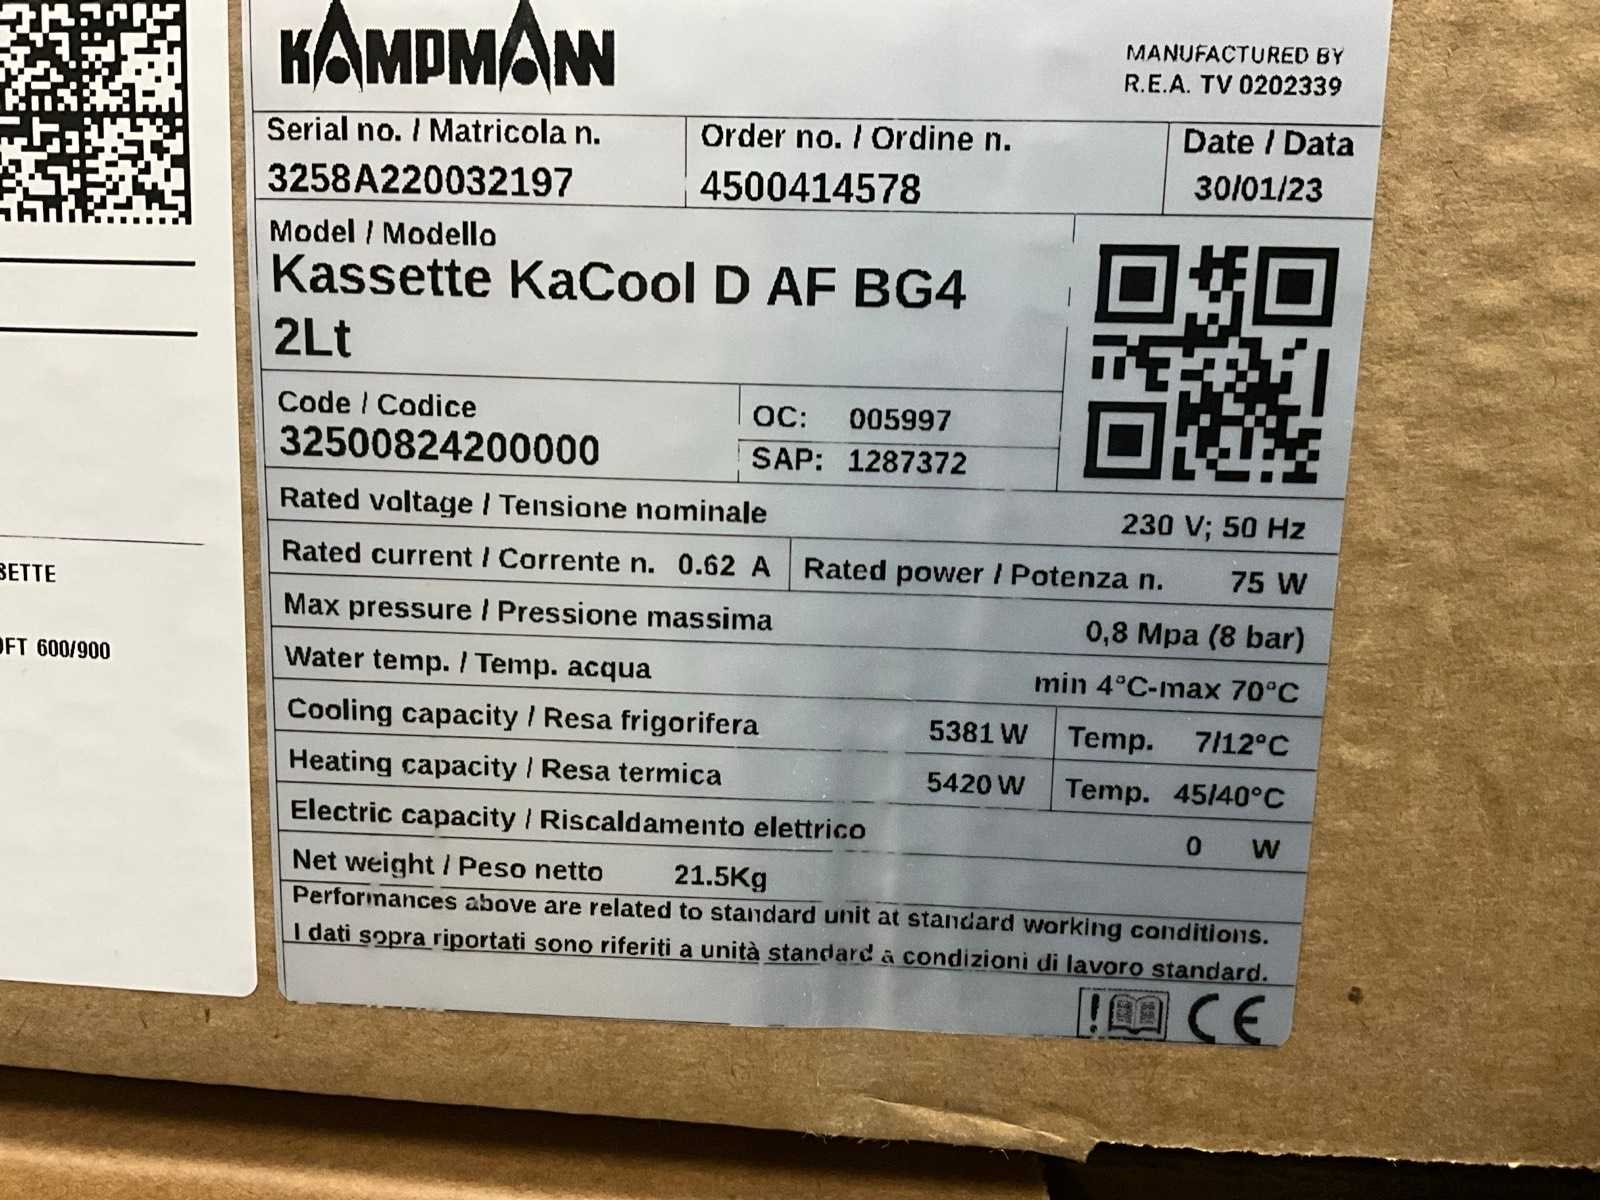 KAMPMANN
MANUFACTURED BY
R.E.A. TV 0202339
Serial no. / Matricola n.
3258A220032197
Order no. / Ordine n.
4500414578
Date / Data
30/01/23
Model / Modello
Kassette KaCool D AF BG4
2Lt
Code / Codice
32500824200000
OC: 005997
SAP: 1287372
Rated voltage / Tensione nominale 230 V; 50 Hz
Rated current / Corrente n. 0.62 A Rated power / Potenza n. 75 W
Max pressure / Pressione massima 0,8 Mpa (8 bar)
Water temp. / Temp. acqua min 4°C-max 70°C
Cooling capacity / Resa frigorifera 5381 W Temp. 7/12°C
Heating capacity / Resa termica 5420 W Temp. 45/40°C
Electric capacity / Riscaldamento elettrico 0 W
Net weight / Peso netto 21.5Kg
Performances above are related to standard unit at standard working conditions.
I dati sopra riportati sono riferiti a unità standard a condizioni di lavoro standard.
! CE
SETTE
OFT 600/900